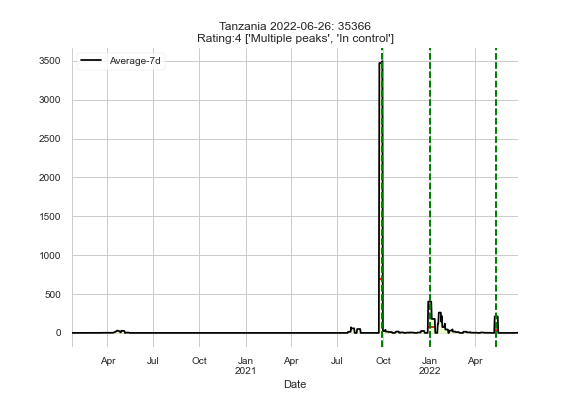 Tanzania 2022-06-26: 35366
Rating:4 ['Multiple peaks', 'In control']
Average-7d
3500
3000
2500
2000
1500
1000
500
0
Apr Jul Oct Jan Apr Jul Oct Jan Apr
2021 2022
Date